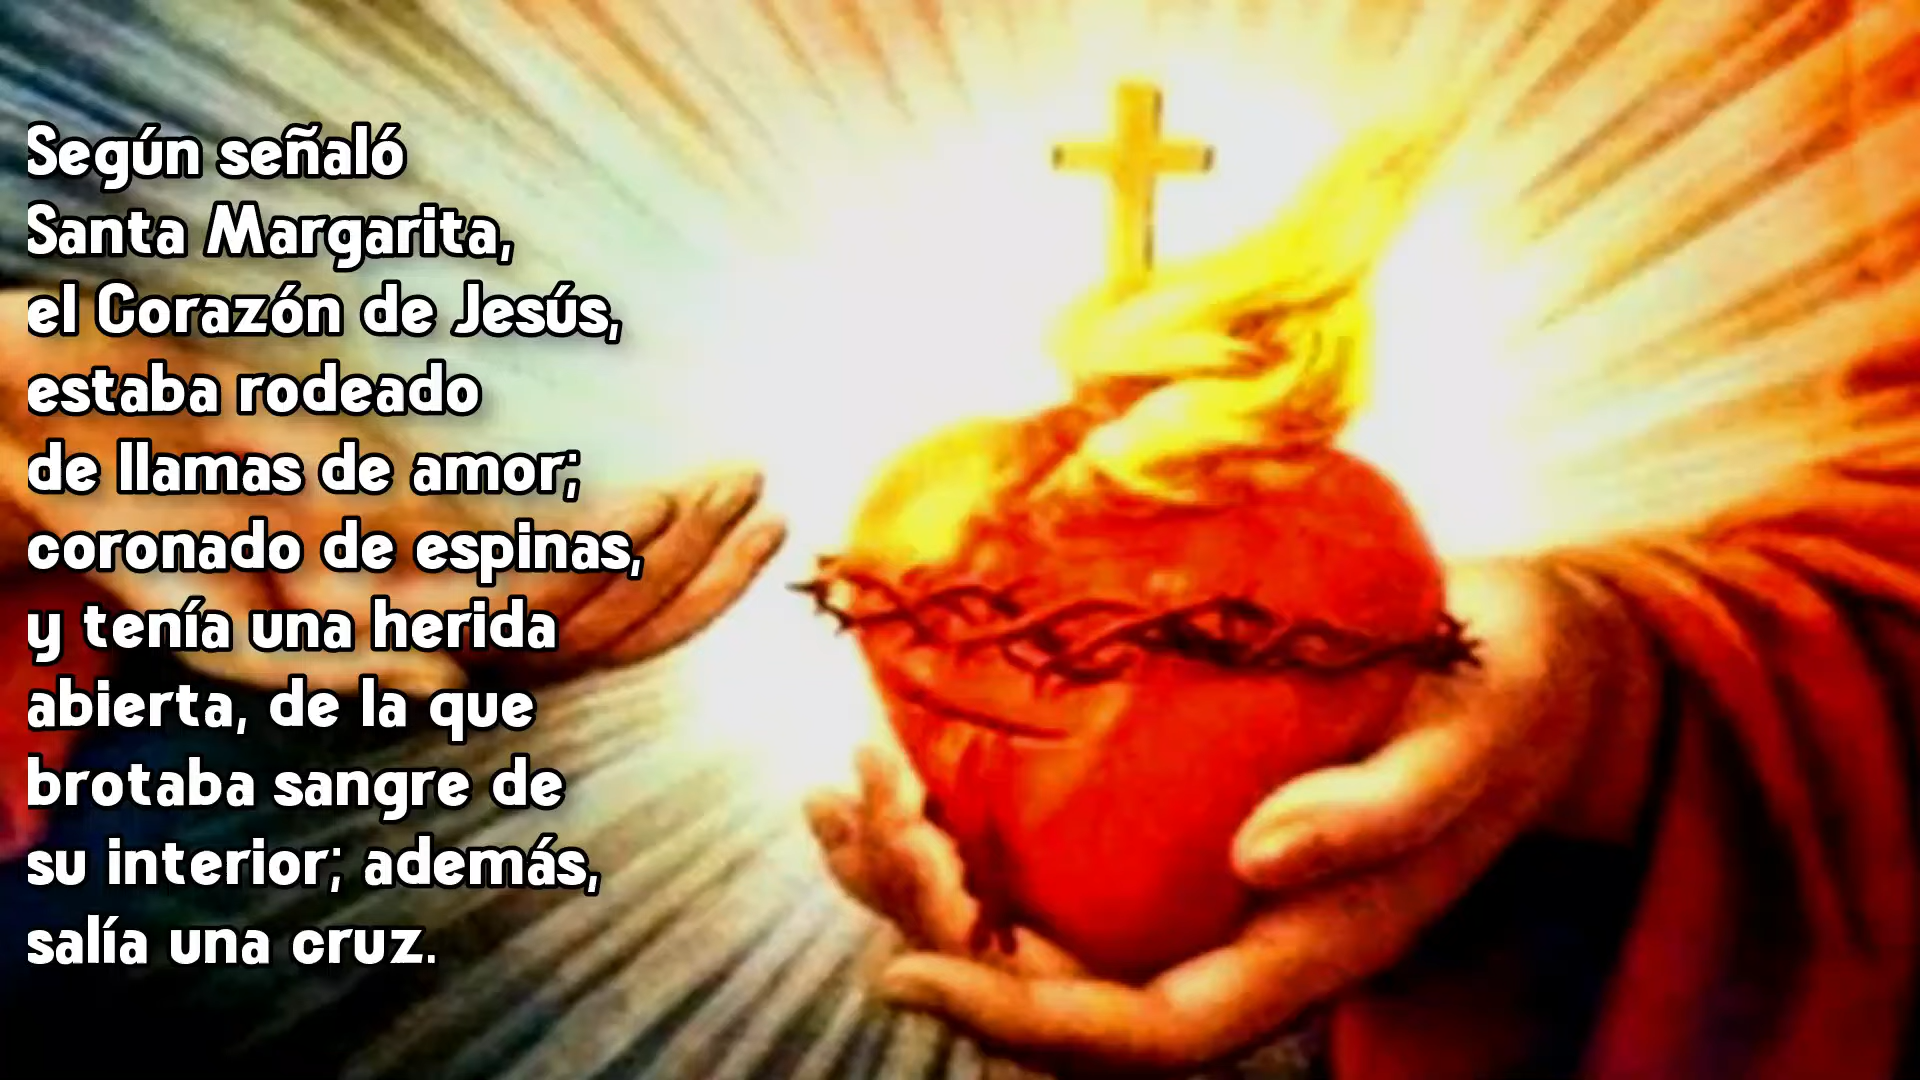 Según señaló
Santa Margarita,
el Corazón de Jesús,
estaba rodeado
de llamas de amor;
coronado de espinas,
y tenía una herida
abierta, de la que
brotaba sangre de
su interior; además,
salía una cruz.